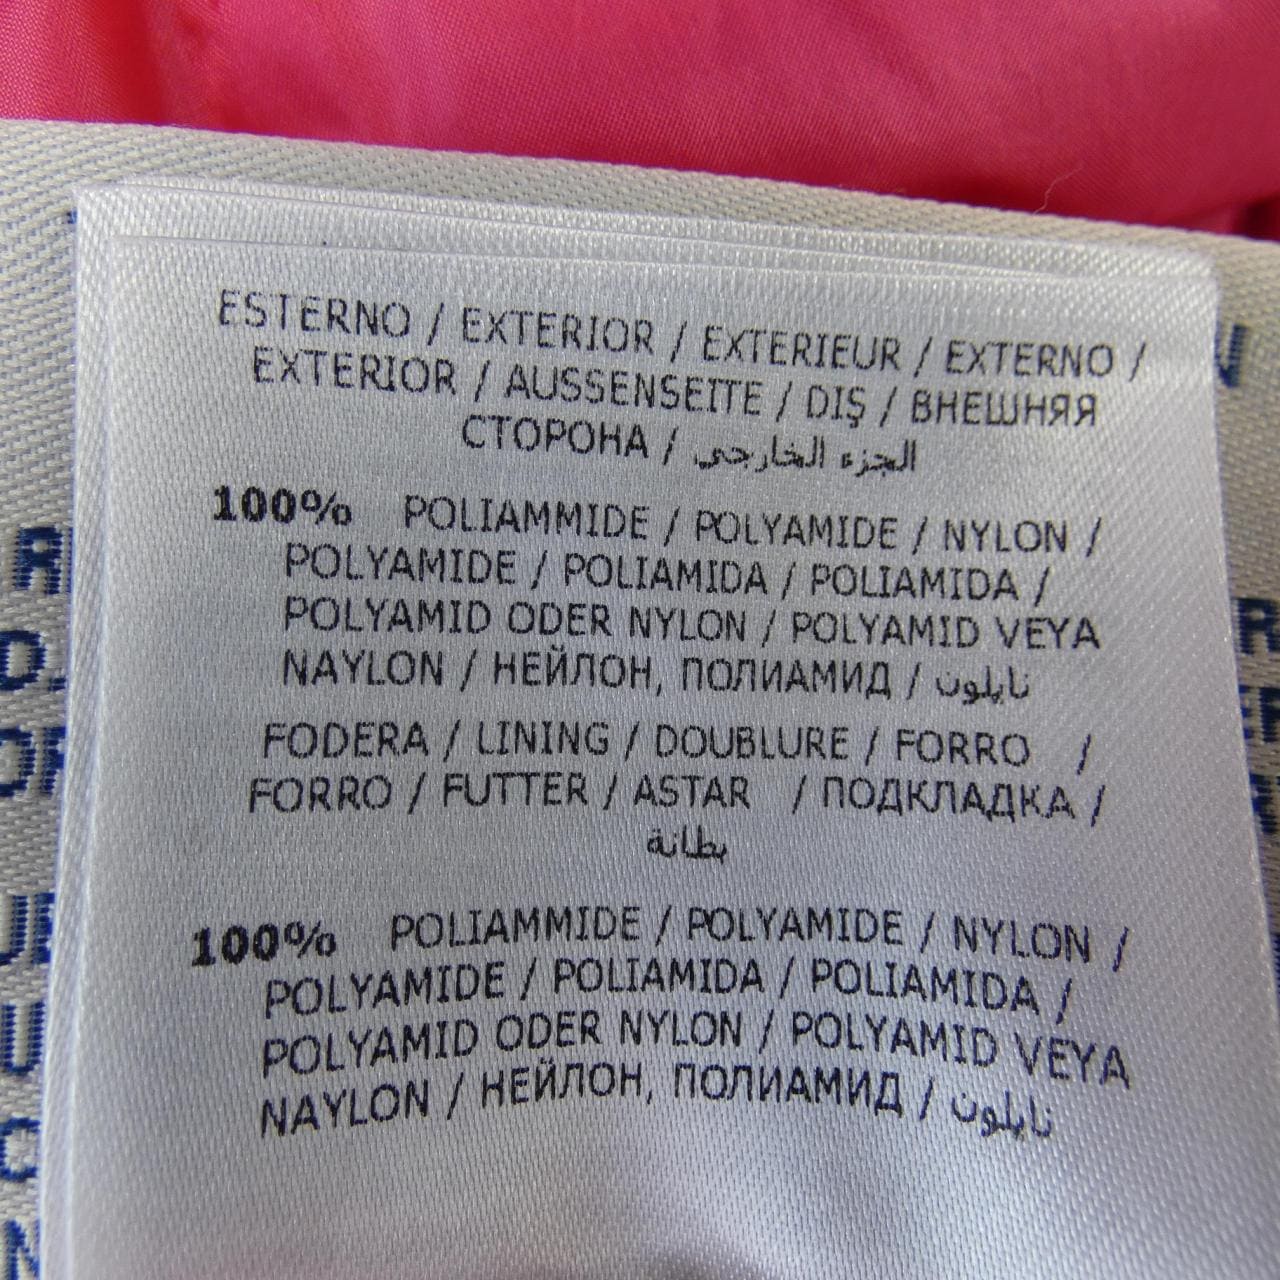 ESTERNO / EXTERIOR / EXTERIEUR / EXTERNO /
EXTERIOR / AUSSENSEITE / DIŞ / ВНЕШНЯЯ
СТОРОНА / الجزء الخارجي
100% POLIAMMIDE / POLYAMIDE / NYLON /
POLYAMIDE / POLIAMIDA / POLIAMIDA /
POLYAMID ODER NYLON / POLYAMID VEYA
NAYLON / НЕЙЛОН, ПОЛИАМИД / نايلون
FODERA / LINING / DOUBLURE / FORRO /
FORRO / FUTTER / ASTAR / ПОДКЛАДКА /
بطانة
100% POLIAMMIDE / POLYAMIDE / NYLON /
POLYAMIDE / POLIAMIDA / POLIAMIDA /
POLYAMID ODER NYLON / POLYAMID VEYA
NAYLON / НЕЙЛОН, ПОЛИАМИД / نايلون